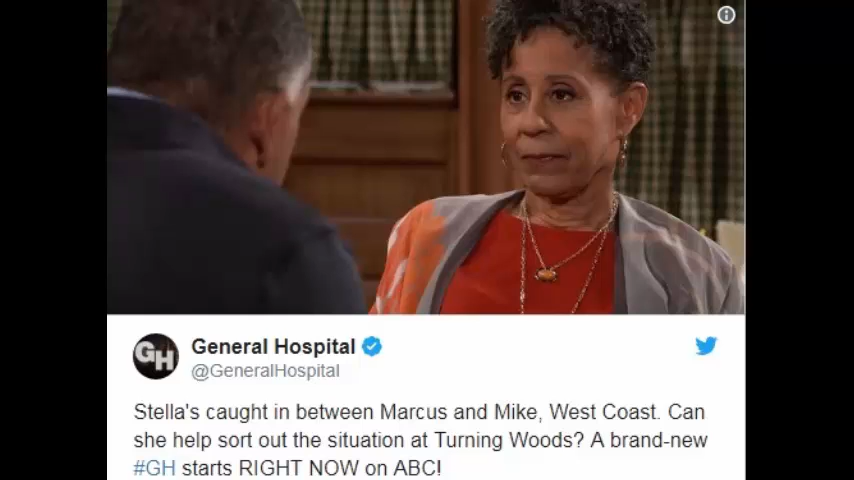 GH
General Hospital
@GeneralHospital
Stella's caught in between Marcus and Mike, West Coast. Can
she help sort out the situation at Turning Woods? A brand-new
#GH starts RIGHT NOW on ABC!